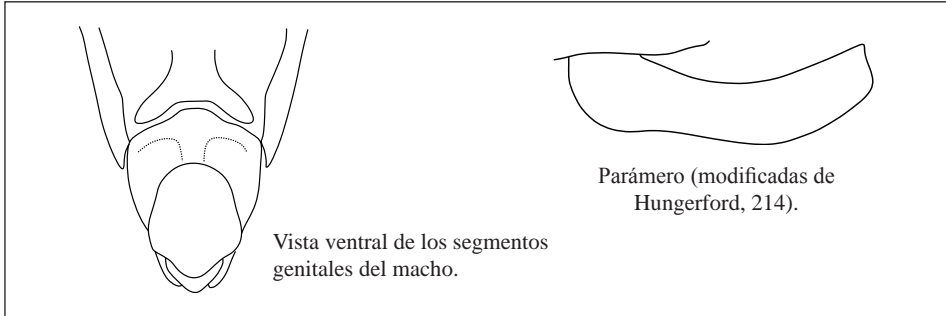 Vista ventral de los segmentos
genitales del macho.
Parámero (modificadas de
Hungerford, 214).